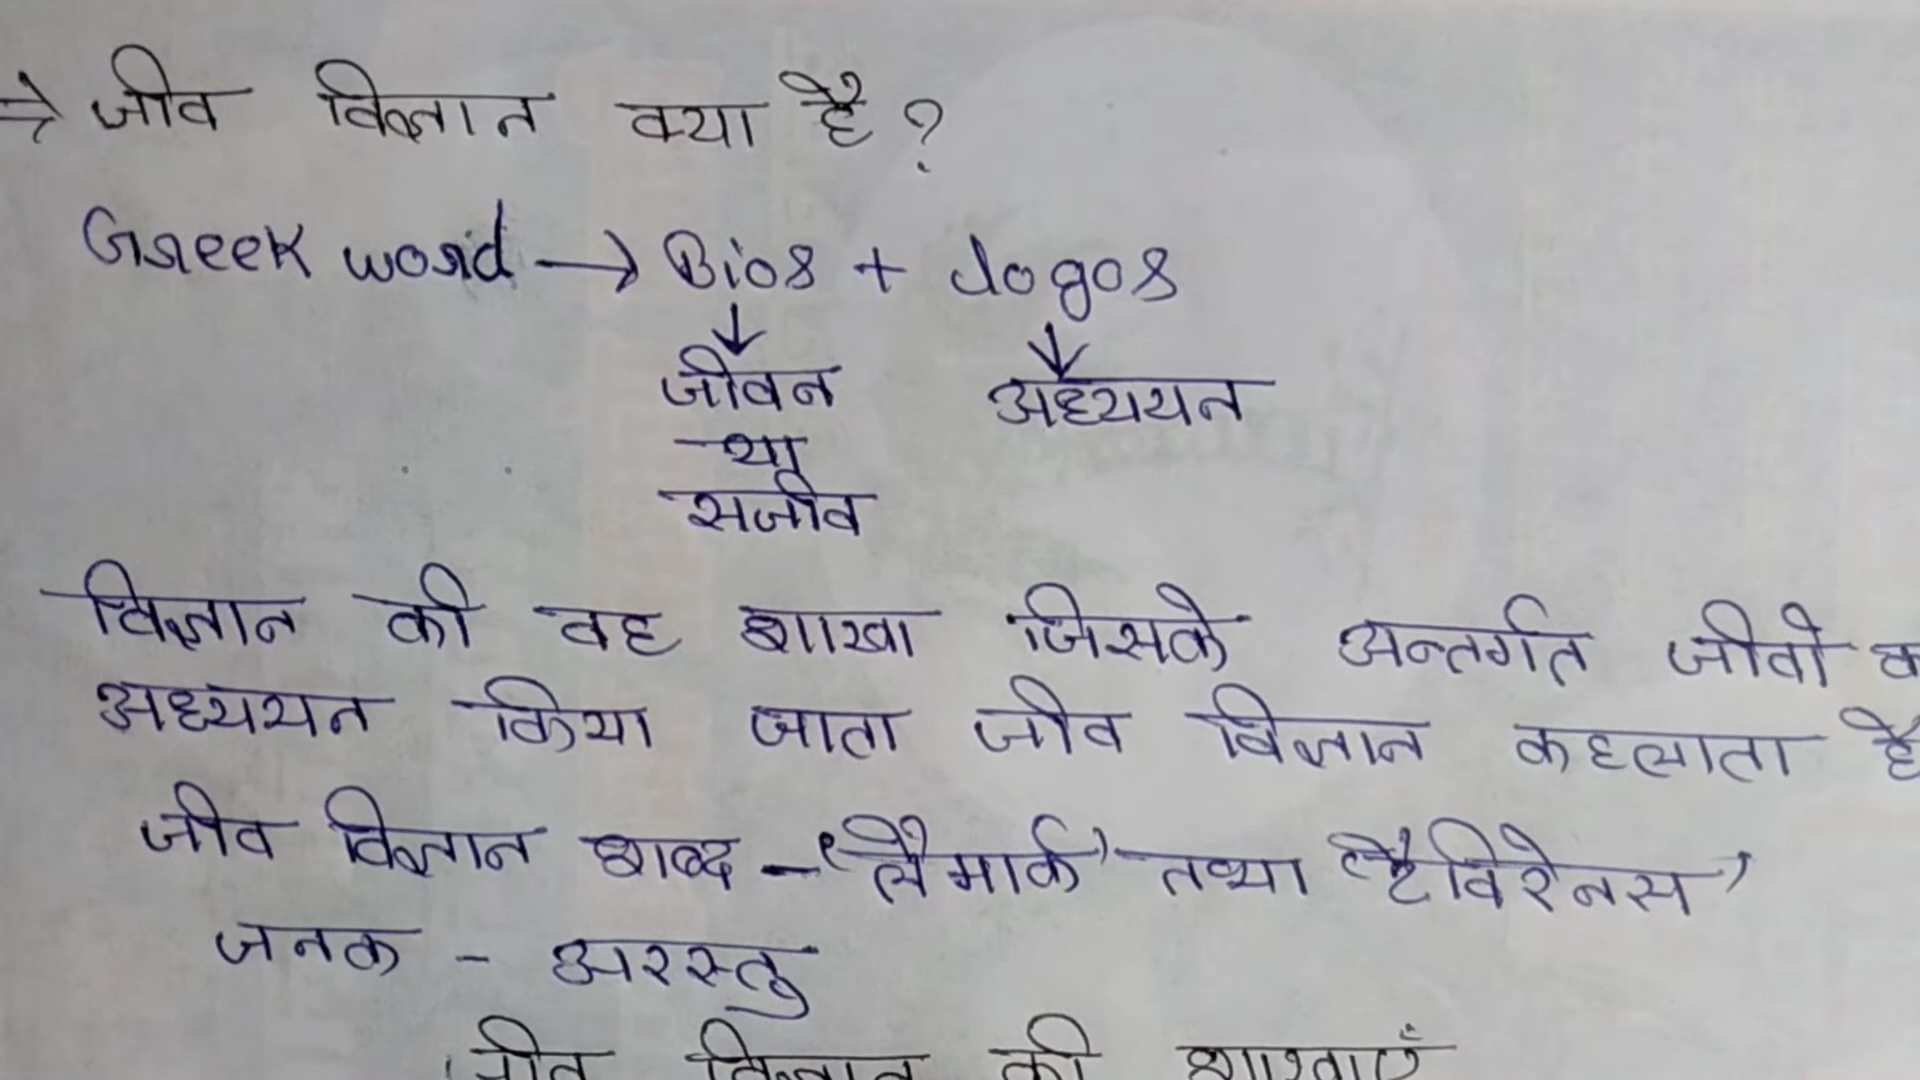 ⇒ जीव विज्ञान क्या है ?
Greek word → Bios + logos
↓ ↓
जीवन अध्ययन
या
सजीव
विज्ञान की वह शाखा जिसके अन्तर्गत जीवो क
अध्ययन किया जाता जीव विज्ञान कहलाता है
जीव विज्ञान शब्द – 'लैमार्क' तथा 'ट्रैविरेनस'
जनक - अरस्तु
जीव विज्ञान की शाखाएँ